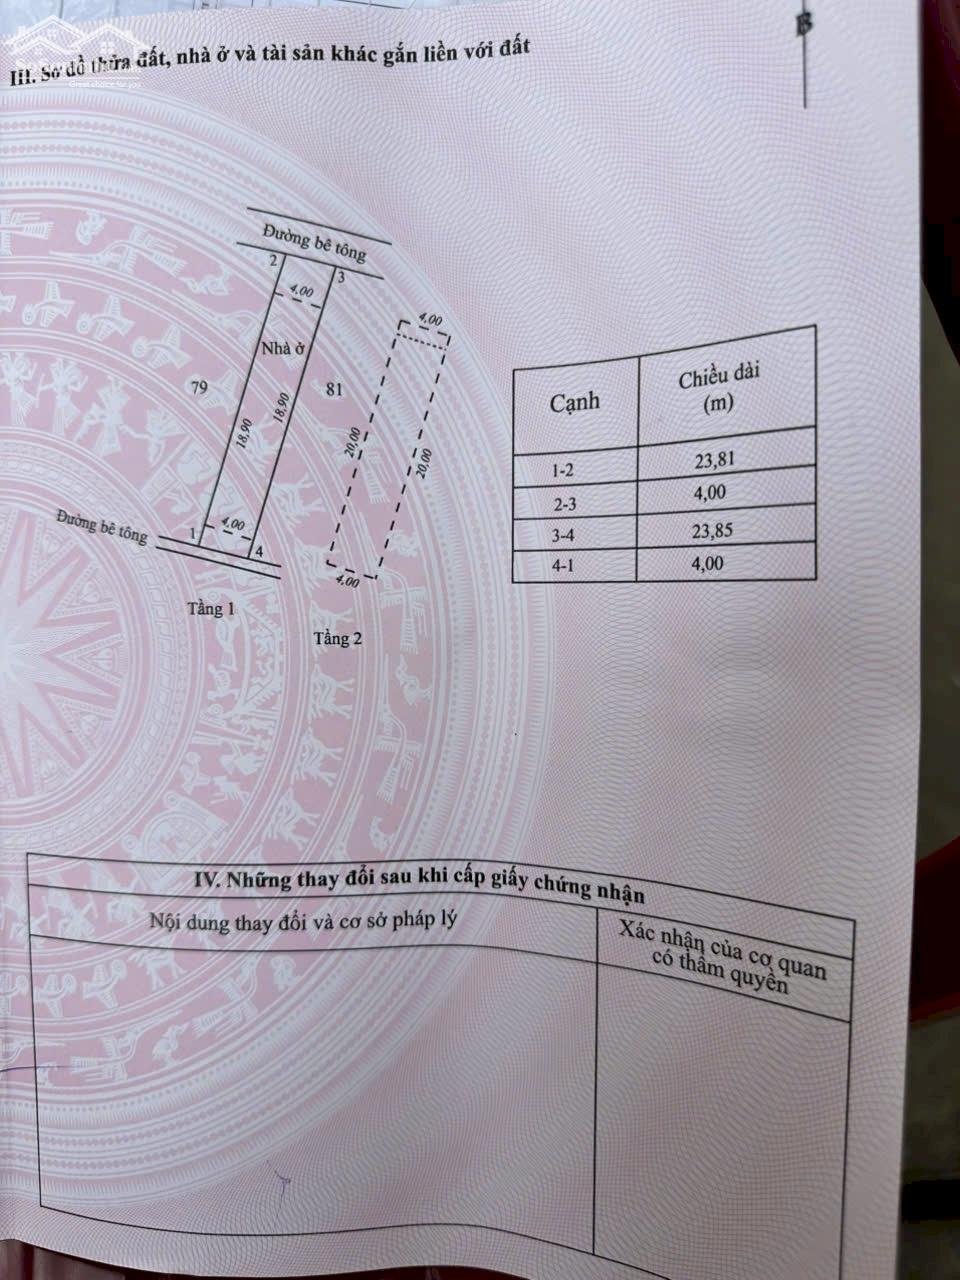 III. Sơ đồ thửa đất, nhà ở và tài sản khác gắn liền với đất
B
Đường bê tông
2
3
4,00
4,00
Nhà ở
79
81
18,90
18,90
20,00
20,00
Đường bê tông
1
4,00
4
4,00
Tầng 1
Tầng 2
Cạnh
Chiều dài
(m)
1-2
23,81
2-3
4,00
3-4
23,85
4-1
4,00
IV. Những thay đổi sau khi cấp giấy chứng nhận
Nội dung thay đổi và cơ sở pháp lý
Xác nhận của cơ quan
có thẩm quyền